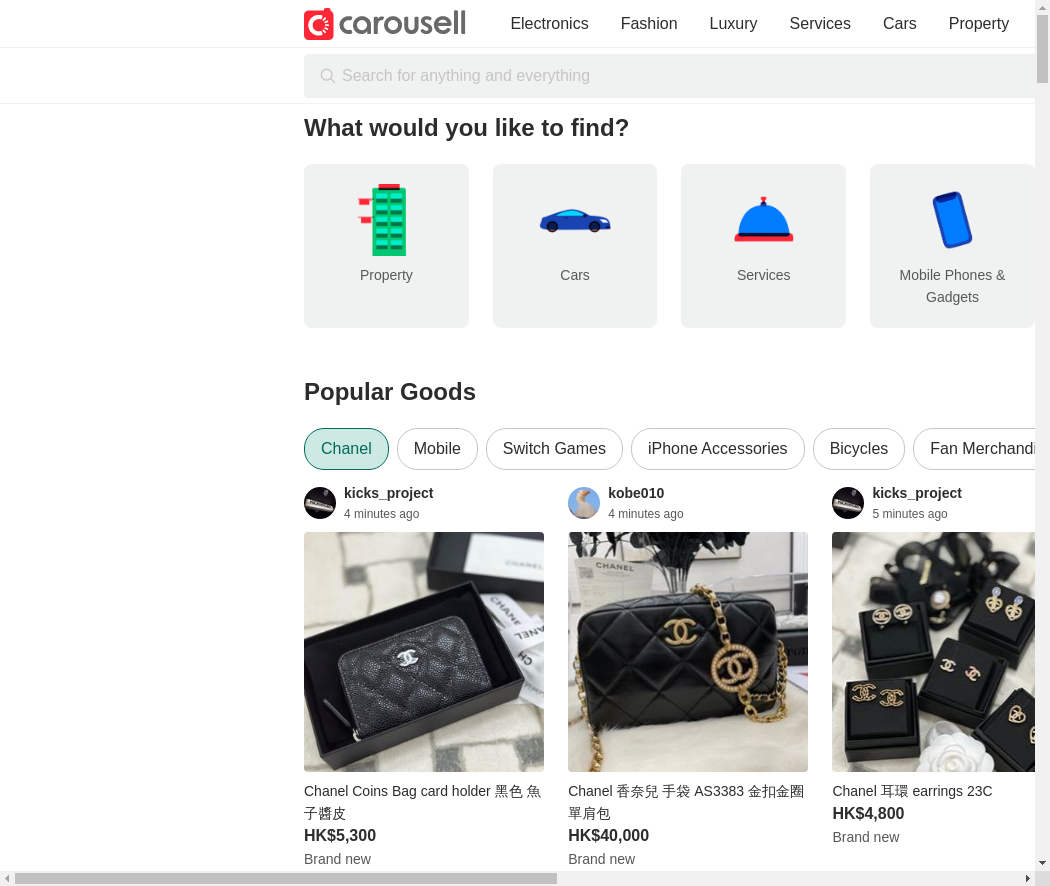 carousell
Electronics
Fashion
Luxury
Services
Cars
Property
Search for anything and everything
What would you like to find?
Property
Cars
Services
Mobile Phones &
Gadgets
Popular Goods
Chanel
Mobile
Switch Games
iPhone Accessories
Bicycles
Fan Merchandi
kicks_project
4 minutes ago
kobe010
4 minutes ago
kicks_project
5 minutes ago
CHANEL
CHANEL
Chanel Coins Bag card holder 黑色 魚
子醬皮
HK$5,300
Brand new
Chanel 香奈兒 手袋 AS3383 金扣金圈
單肩包
HK$40,000
Brand new
Chanel 耳環 earrings 23C
HK$4,800
Brand new